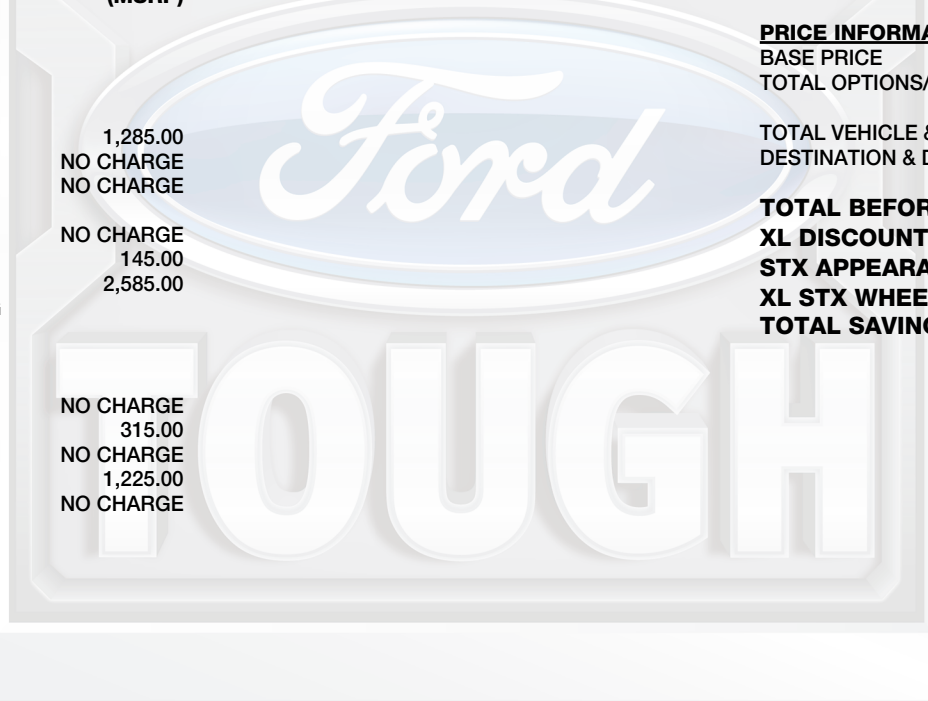 (MSRP)
1,285.00
NO CHARGE
NO CHARGE
NO CHARGE
145.00
2,585.00
NO CHARGE
315.00
NO CHARGE
1,225.00
NO CHARGE
Ford
TOUGH
PRICE INFORMA
BASE PRICE
TOTAL OPTIONS/
TOTAL VEHICLE &
DESTINATION & D
TOTAL BEFOR
XL DISCOUNT
STX APPEARA
XL STX WHEE
TOTAL SAVING